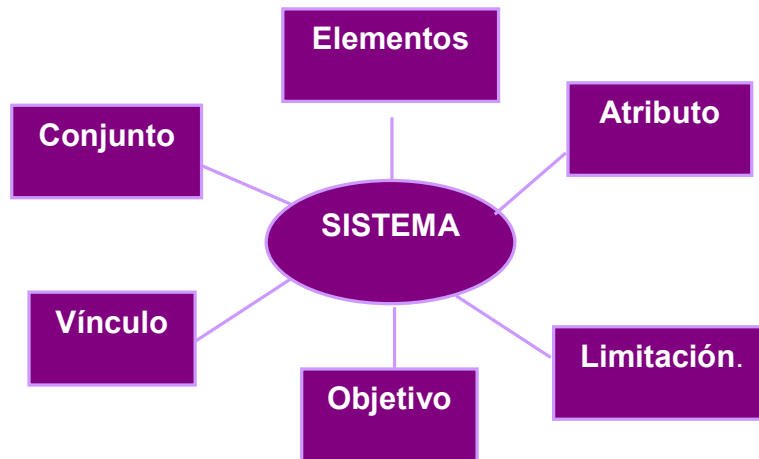 Elementos
Atributo
Conjunto
SISTEMA
Vínculo
Limitación.
Objetivo